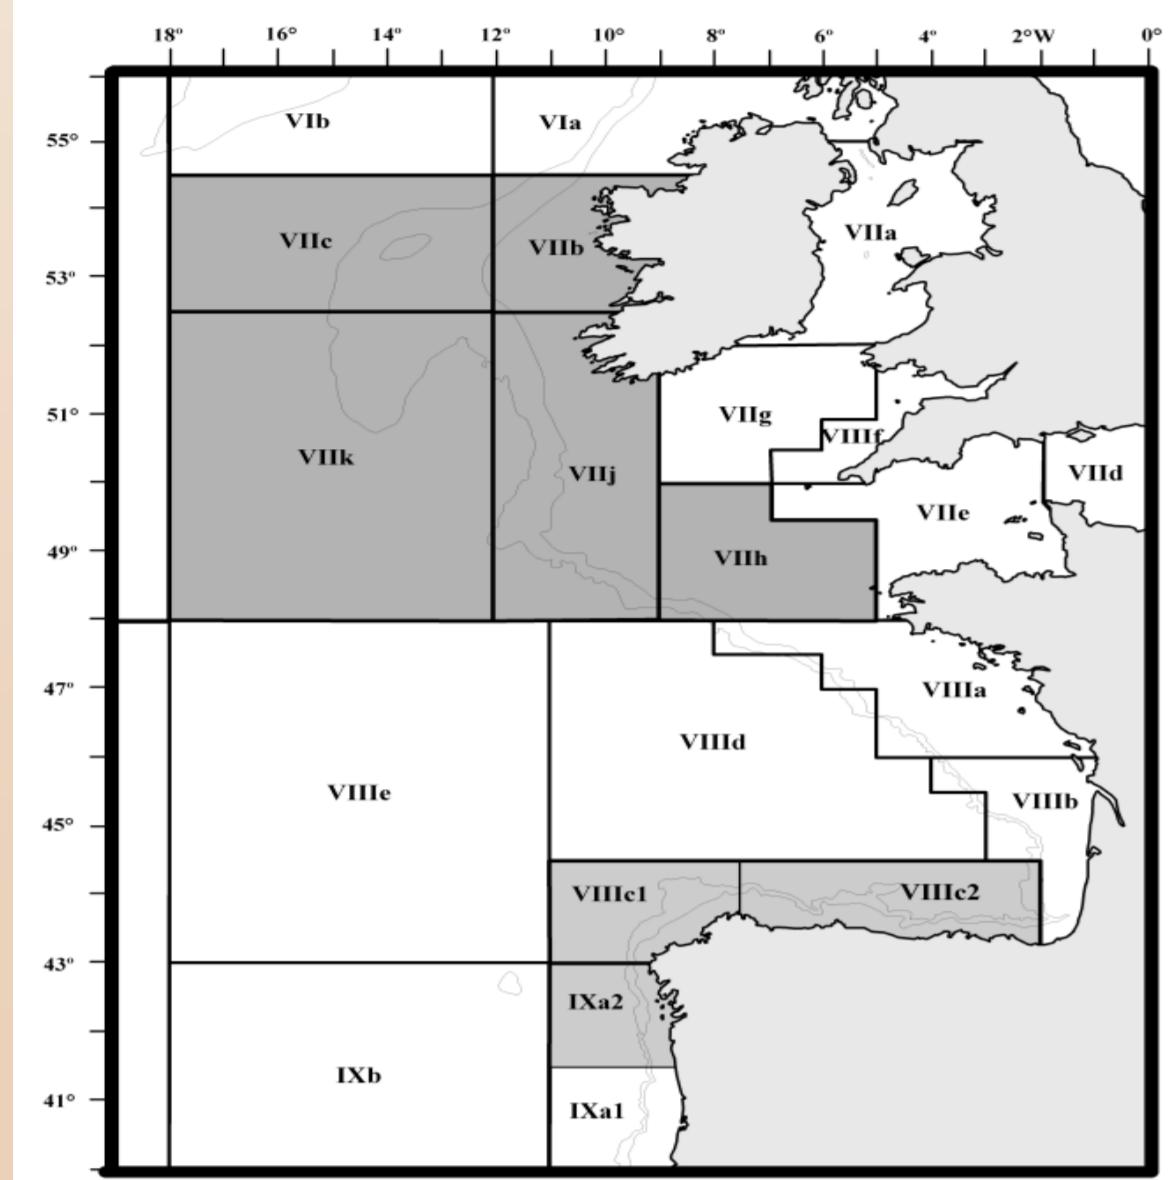 18° 16° 14° 12° 10° 8° 6° 4° 2°W 0°
55° VIb VIa
VIIc VIIb VIIa
53°
51° VIIg
VIIIf
VIIk VIIj VIId
VIIe
49° VIIh
47° VIIIa
VIIId
VIIIe VIIIb
45°
VIIIc1 VIIIc2
43°
IXa2
IXb
41° IXa1